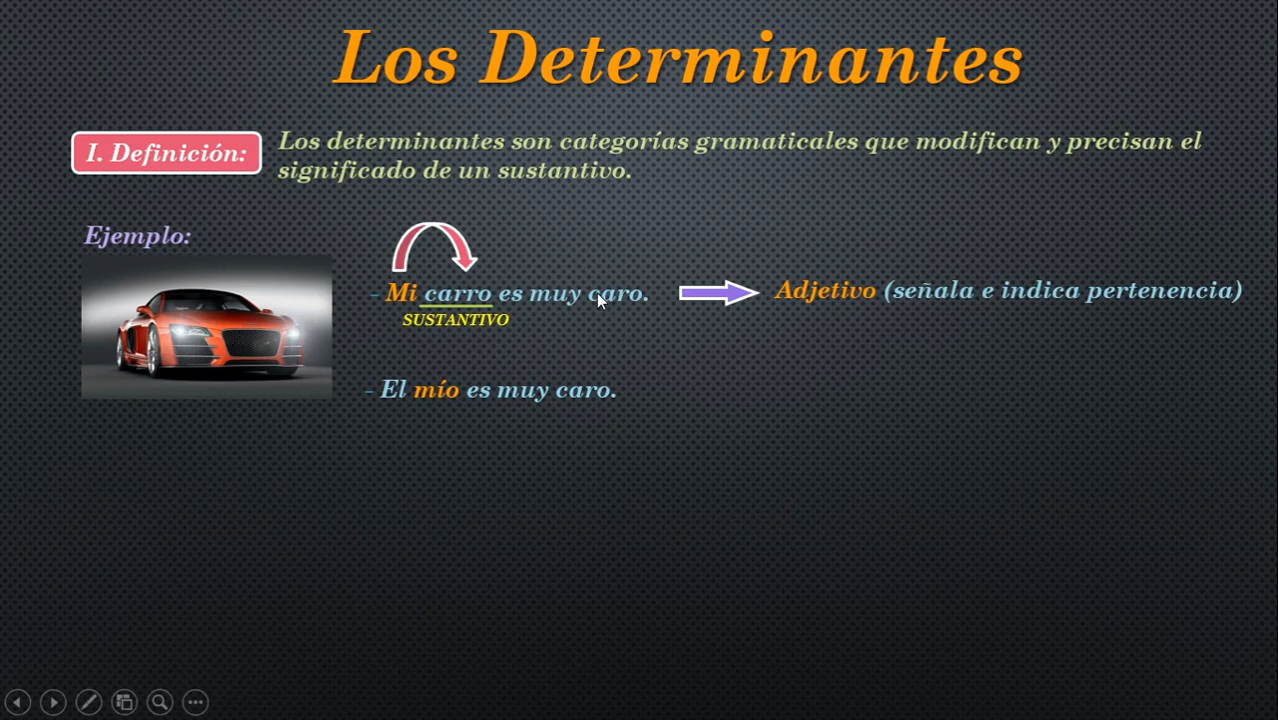 Los Determinantes
I. Definición:
Los determinantes son categorías gramaticales que modifican y precisan el
significado de un sustantivo.
Ejemplo:
- Mi carro es muy caro.
SUSTANTIVO
Adjetivo (señala e indica pertenencia)
- El mío es muy caro.